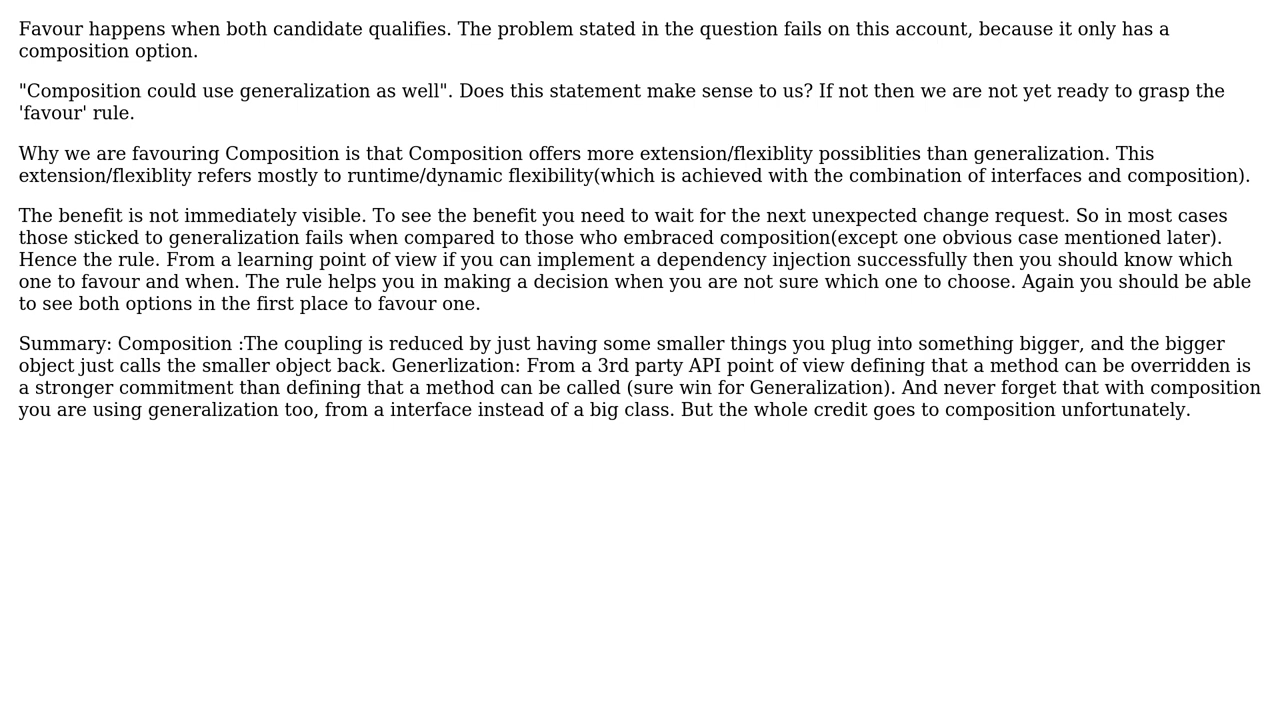 Favour happens when both candidate qualifies. The problem stated in the question fails on this account, because it only has a
composition option.
"Composition could use generalization as well". Does this statement make sense to us? If not then we are not yet ready to grasp the
'favour' rule.
Why we are favouring Composition is that Composition offers more extension/flexiblity possiblities than generalization. This
extension/flexiblity refers mostly to runtime/dynamic flexibility(which is achieved with the combination of interfaces and composition).
The benefit is not immediately visible. To see the benefit you need to wait for the next unexpected change request. So in most cases
those sticked to generalization fails when compared to those who embraced composition(except one obvious case mentioned later).
Hence the rule. From a learning point of view if you can implement a dependency injection successfully then you should know which
one to favour and when. The rule helps you in making a decision when you are not sure which one to choose. Again you should be able
to see both options in the first place to favour one.
Summary: Composition :The coupling is reduced by just having some smaller things you plug into something bigger, and the bigger
object just calls the smaller object back. Generlization: From a 3rd party API point of view defining that a method can be overridden is
a stronger commitment than defining that a method can be called (sure win for Generalization). And never forget that with composition
you are using generalization too, from a interface instead of a big class. But the whole credit goes to composition unfortunately.